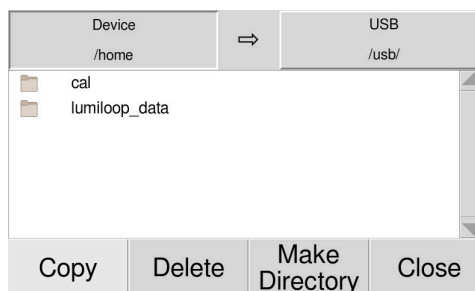 Device
/home
⇨
USB
/usb/
cal
lumiloop_data
Copy
Delete
Make
Directory
Close